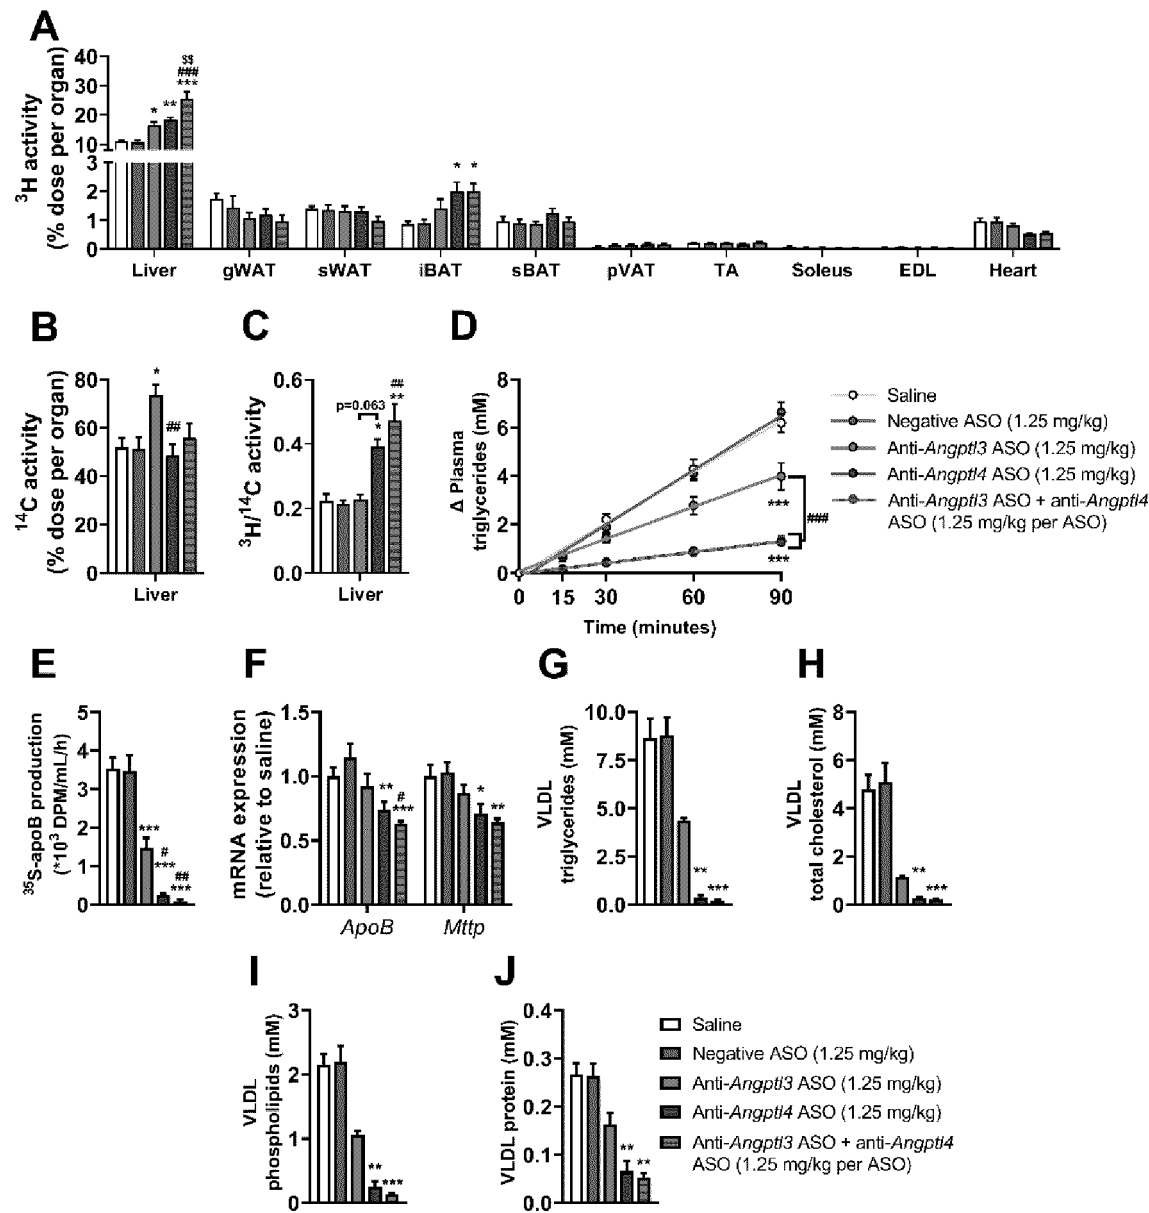 A
³H activity
(% dose per organ)
40
30
20
10
3
2
1
0
*
**
$$
###
***
*
*
Liver
gWAT
sWAT
iBAT
sBAT
pVAT
TA
Soleus
EDL
Heart
B
¹⁴C activity
(% dose per organ)
80
60
40
20
0
*
##
Liver
C
³H/¹⁴C activity
0.6
0.4
0.2
0.0
p=0.063
*
##
**
Liver
D
Δ Plasma
triglycerides (mM)
8
6
4
2
0
***
***
###
0
15
30
60
90
Time (minutes)
Saline
Negative ASO (1.25 mg/kg)
Anti-Angptl3 ASO (1.25 mg/kg)
Anti-Angptl4 ASO (1.25 mg/kg)
Anti-Angptl3 ASO + anti-Angptl4
ASO (1.25 mg/kg per ASO)
E
³⁵S-apoB production
(*10³ DPM/mL/h)
5
4
3
2
1
0
***
#
***
##
***
F
mRNA expression
(relative to saline)
1.5
1.0
0.5
0.0
**
#
***
*
**
ApoB
Mttp
G
VLDL
triglycerides (mM)
10.0
7.5
5.0
2.5
0.0
**
***
H
VLDL
total cholesterol (mM)
8
6
4
2
0
**
***
I
VLDL
phospholipids (mM)
3
2
1
0
**
***
J
VLDL protein (mM)
0.4
0.3
0.2
0.1
0.0
**
**
Saline
Negative ASO (1.25 mg/kg)
Anti-Angptl3 ASO (1.25 mg/kg)
Anti-Angptl4 ASO (1.25 mg/kg)
Anti-Angptl3 ASO + anti-Angptl4
ASO (1.25 mg/kg per ASO)